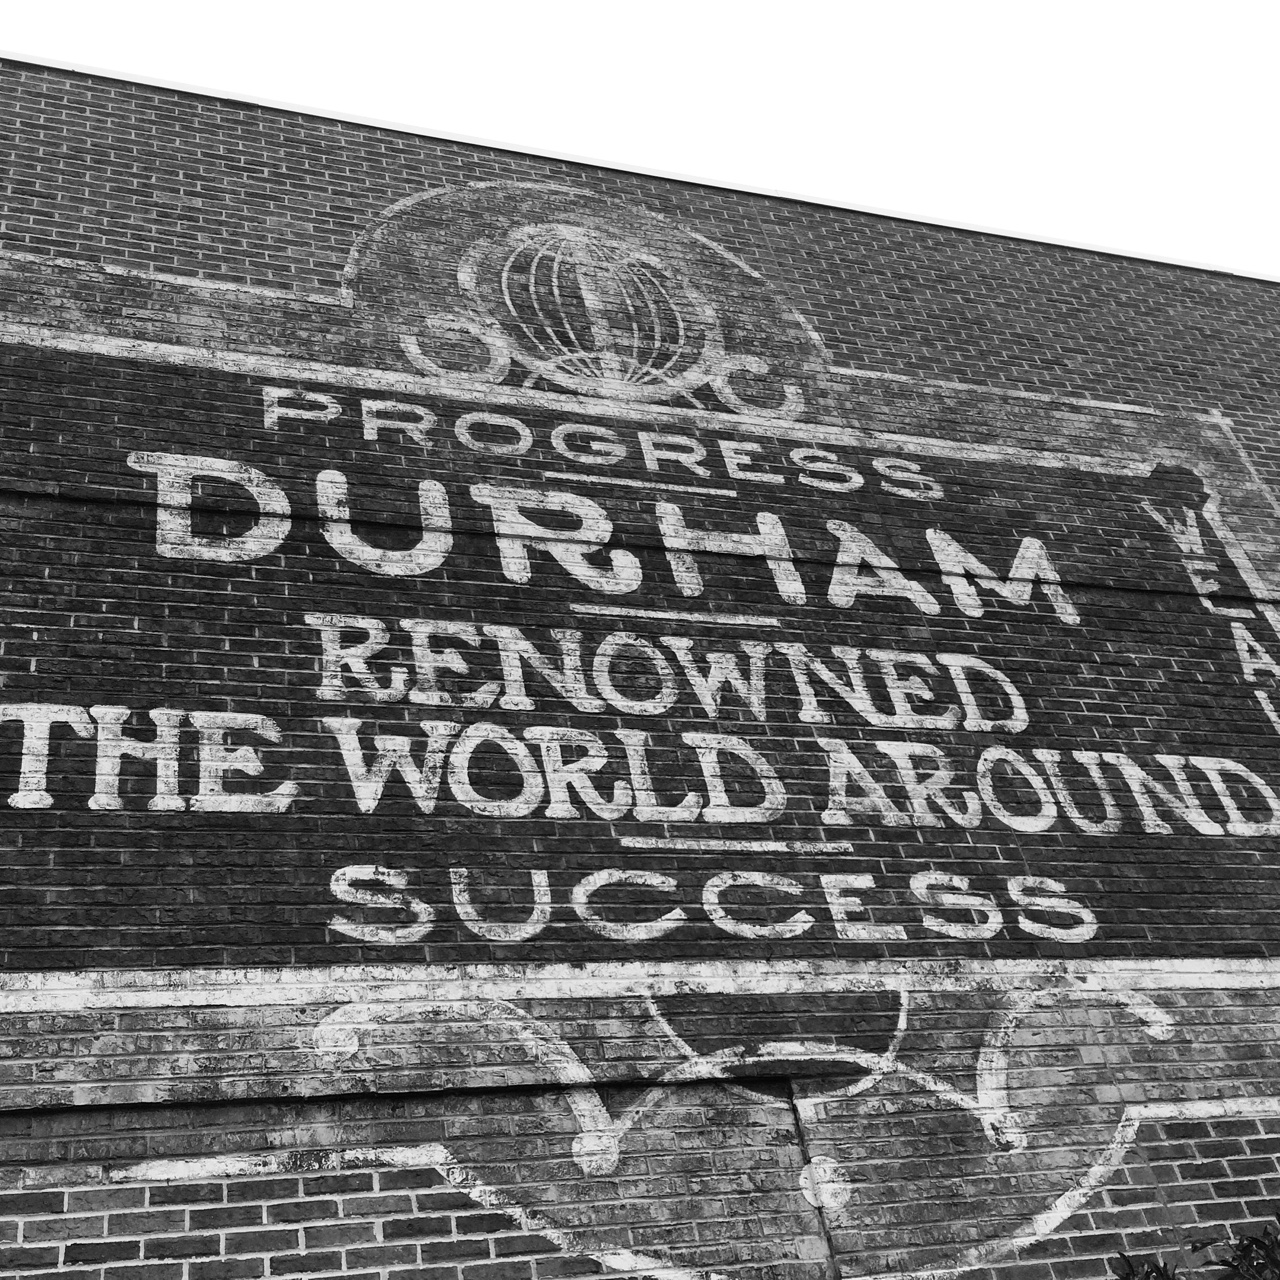 PROGRESS
DURHAM
RENOWNED
THE WORLD AROUND
SUCCESS